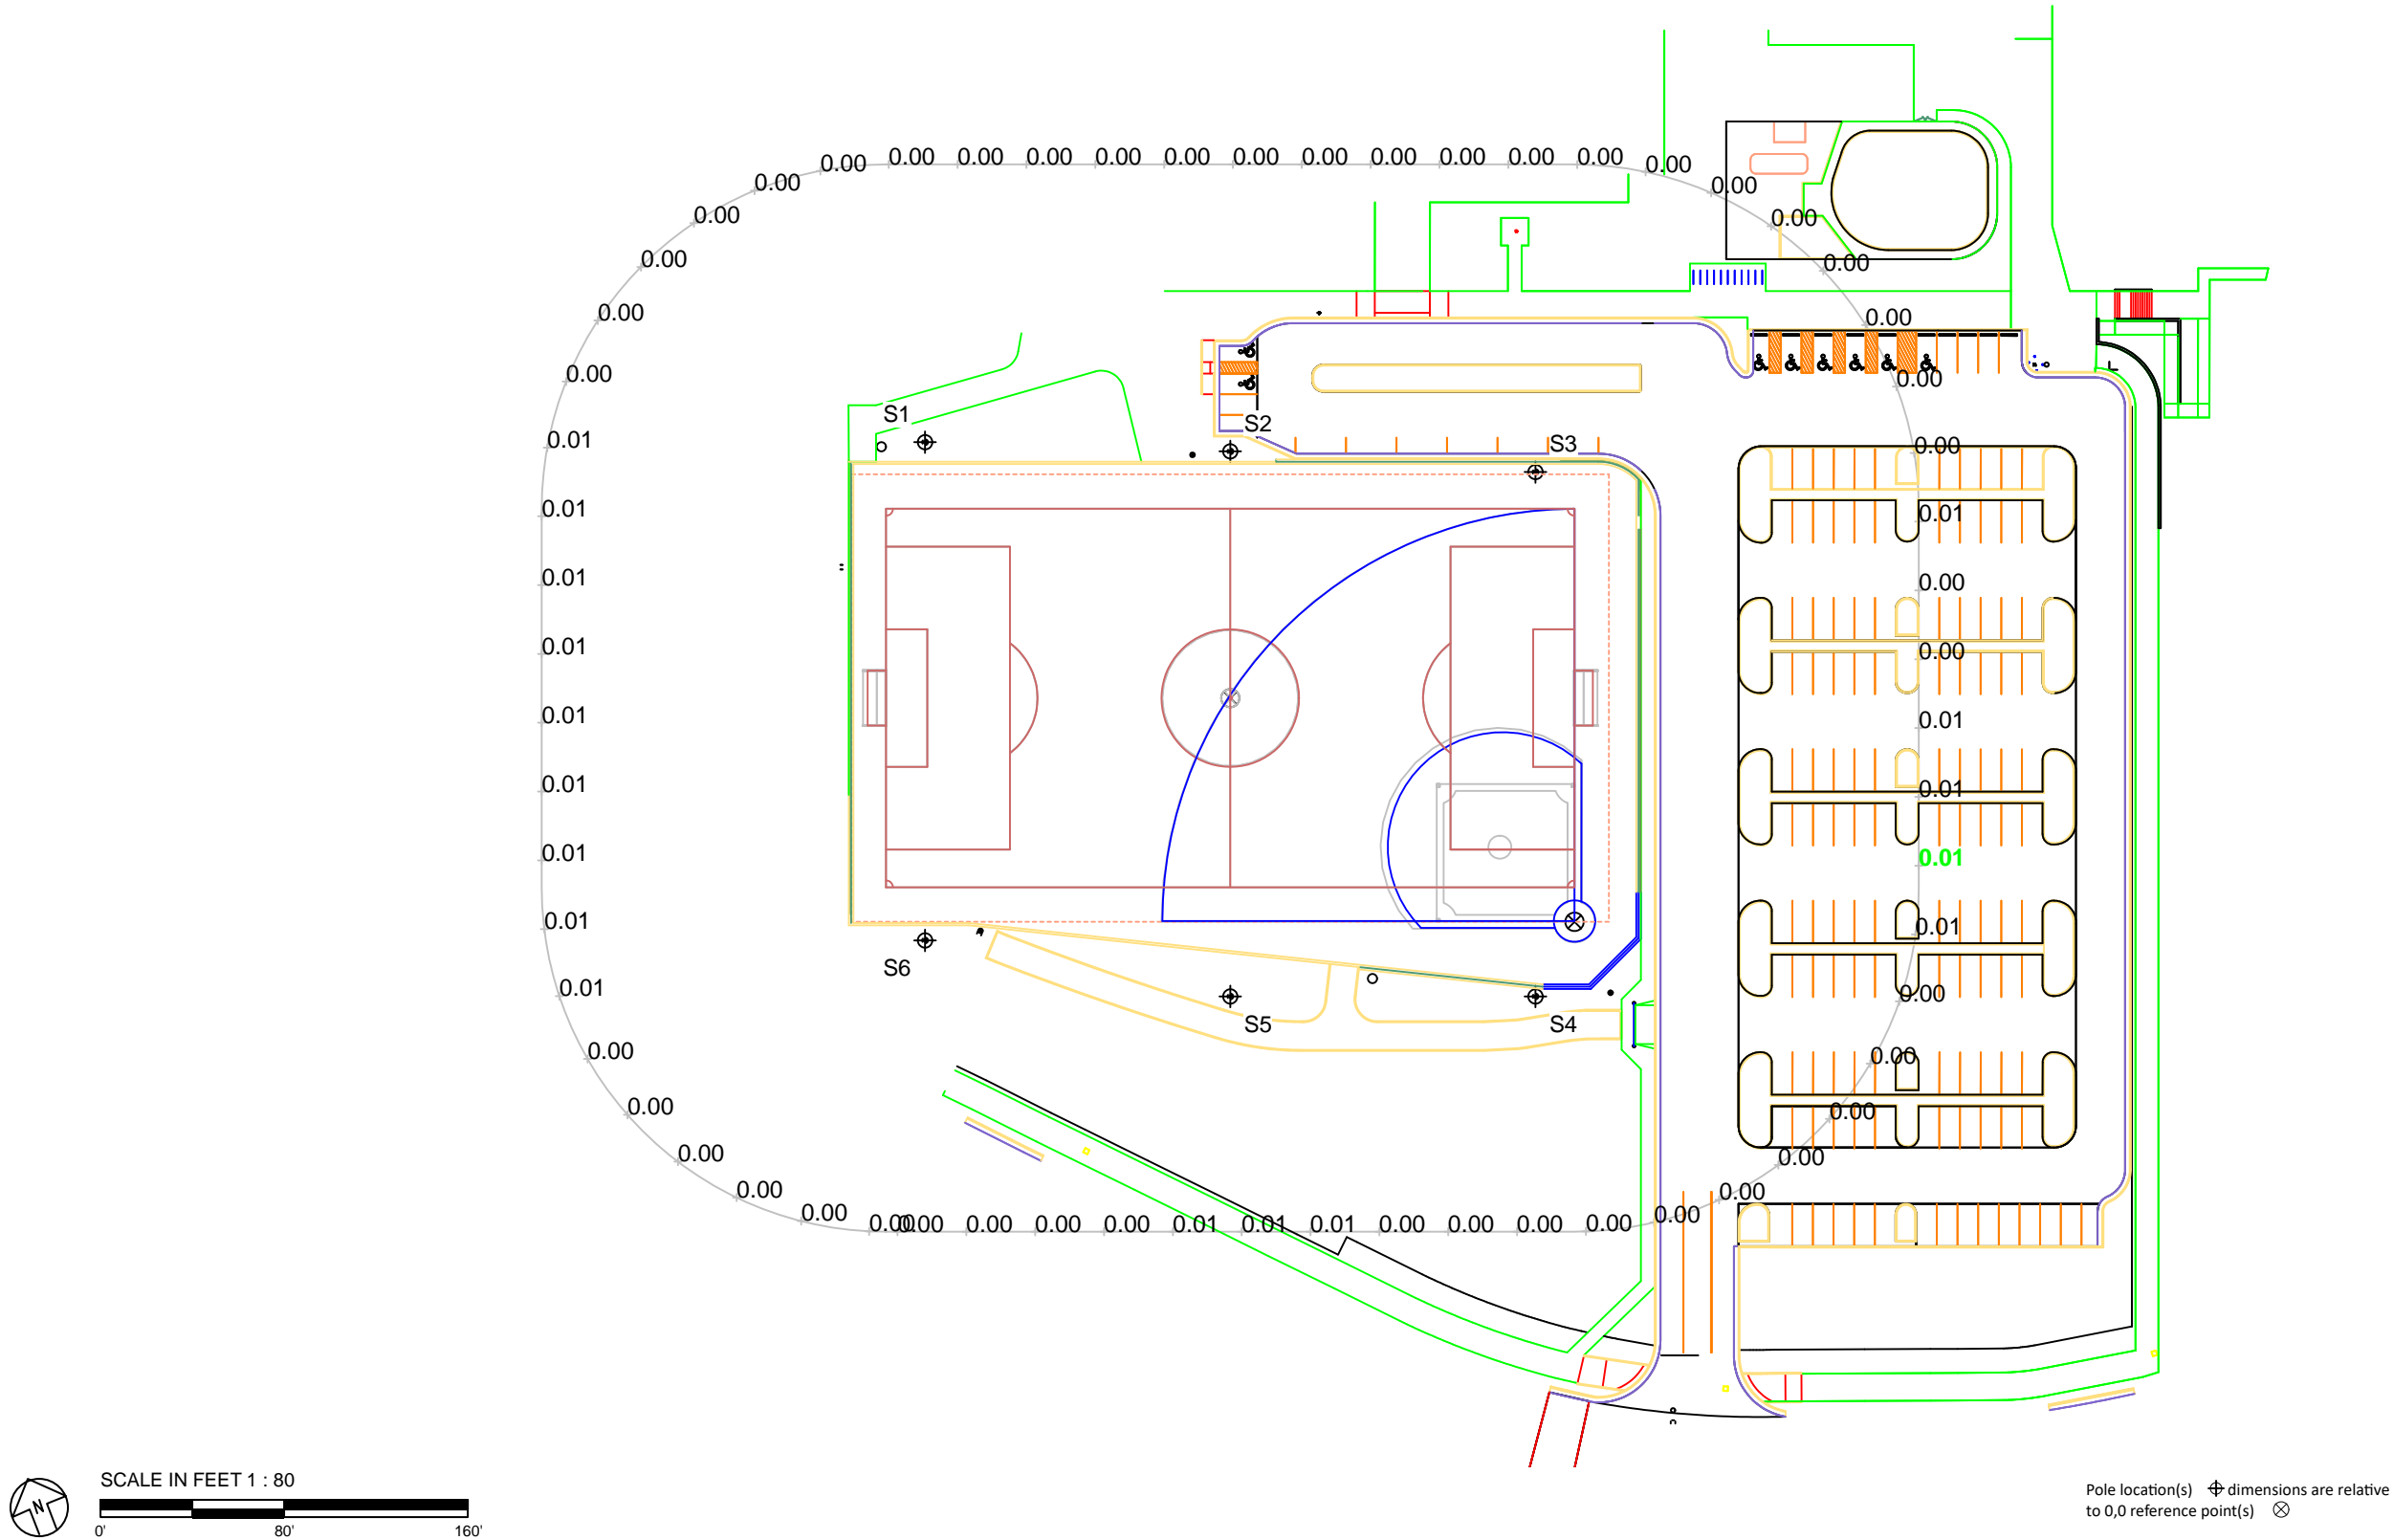 0.00 0.00 0.00 0.00 0.00 0.00 0.00 0.00 0.00 0.00 0.00 0.00 0.00
0.00 0.00
0.00 0.00
0.00 0.00
0.00 0.00
0.00 0.00
S1
S2
0.01 S3 0.00
0.01 0.01
0.01 0.00
0.01 0.00
0.01 0.01
0.01 0.01
0.01 0.01
0.01 0.01
S6
0.01 0.00
S5 S4
0.00 0.00
0.00 0.00
0.00 0.00
0.00 0.00
0.00 0.00
0.00 0.00 0.00 0.00 0.00 0.01 0.01 0.01 0.00 0.00 0.00 0.00
SCALE IN FEET 1 : 80
N
0' 80' 160'
Pole location(s) dimensions are relative
to 0,0 reference point(s)